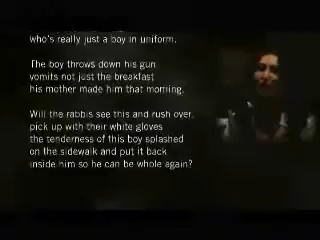 who's really just a boy in uniform.
The boy throws down his gun
vomits not just the breakfast
his mother made him that morning.
Will the rabbis see this and rush over,
pick up with their white gloves
the tenderness of this boy splashed
on the sidewalk and put it back
inside him so he can be whole again?